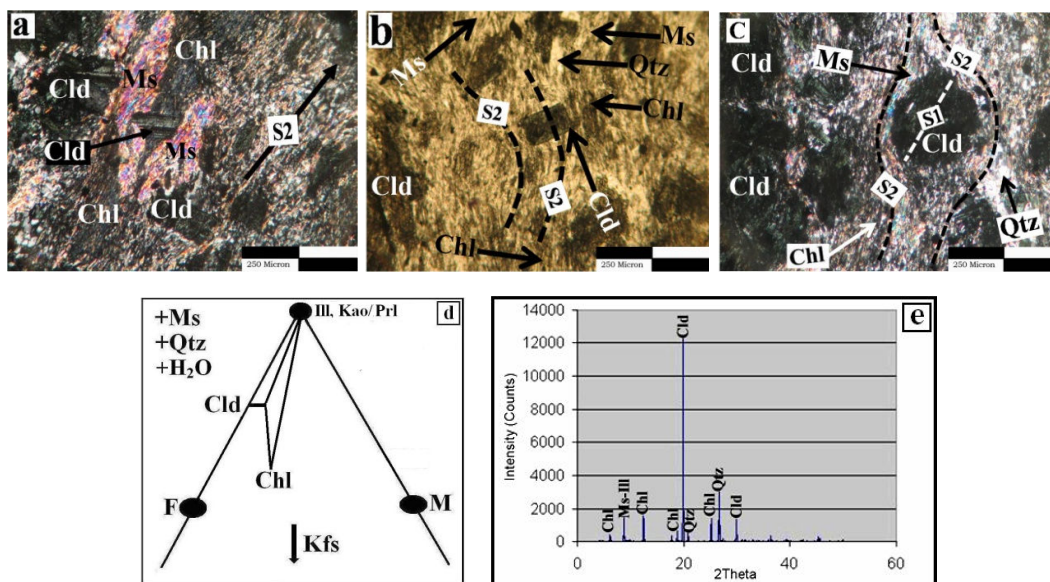 a
Chl
Cld
Ms
Cld
Ms
S2
Chl
Cld
250 Micron
b
Ms
Ms
Qtz
S2
Chl
Cld
S2
Cld
Chl
250 Micron
c
Cld
Ms
S2
S1
Cld
Cld
S2
Qtz
Chl
250 Micron
d
+Ms
+Qtz
+H₂O
Ill, Kao/Prl
Cld
Chl
F
M
Kfs
e
Intensity (Counts)
14000
12000
10000
8000
6000
4000
2000
0
Cld
Chl
Ms-Ill
Chl
Chl
Qtz
Chl
Qtz
Cld
0
20
40
60
2Theta